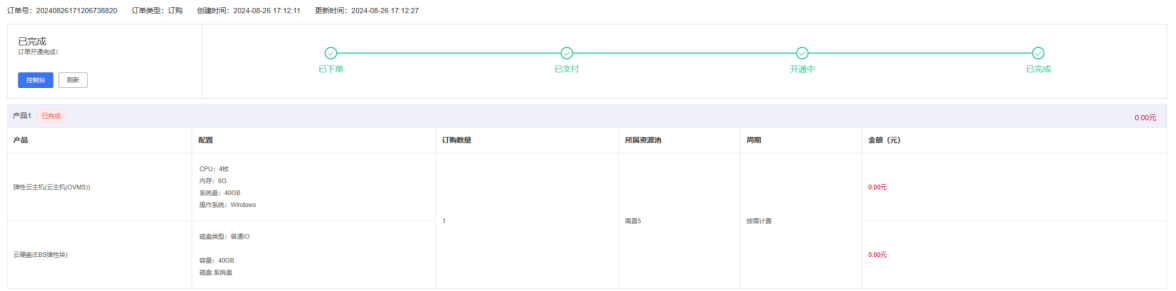 订单号：20240826171206738820 订单类型：订购 创建时间：2024-08-26 17:12:11 更新时间：2024-08-26 17:12:27
已完成
订单开通完成!
控制台 刷新
已下单 已支付 开通中 已完成
产品1 已完成 0.00元
产品 配置 订购数量 所属资源池 周期 金额（元）
弹性云主机(云主机(OVMS))
CPU：4核
内存：8G
系统盘：40GB
操作系统：Windows
0.00元
1 南昌5 按需计费
云硬盘(EBS弹性块)
磁盘类型：普通IO
容量：40GB
磁盘:系统盘
0.00元